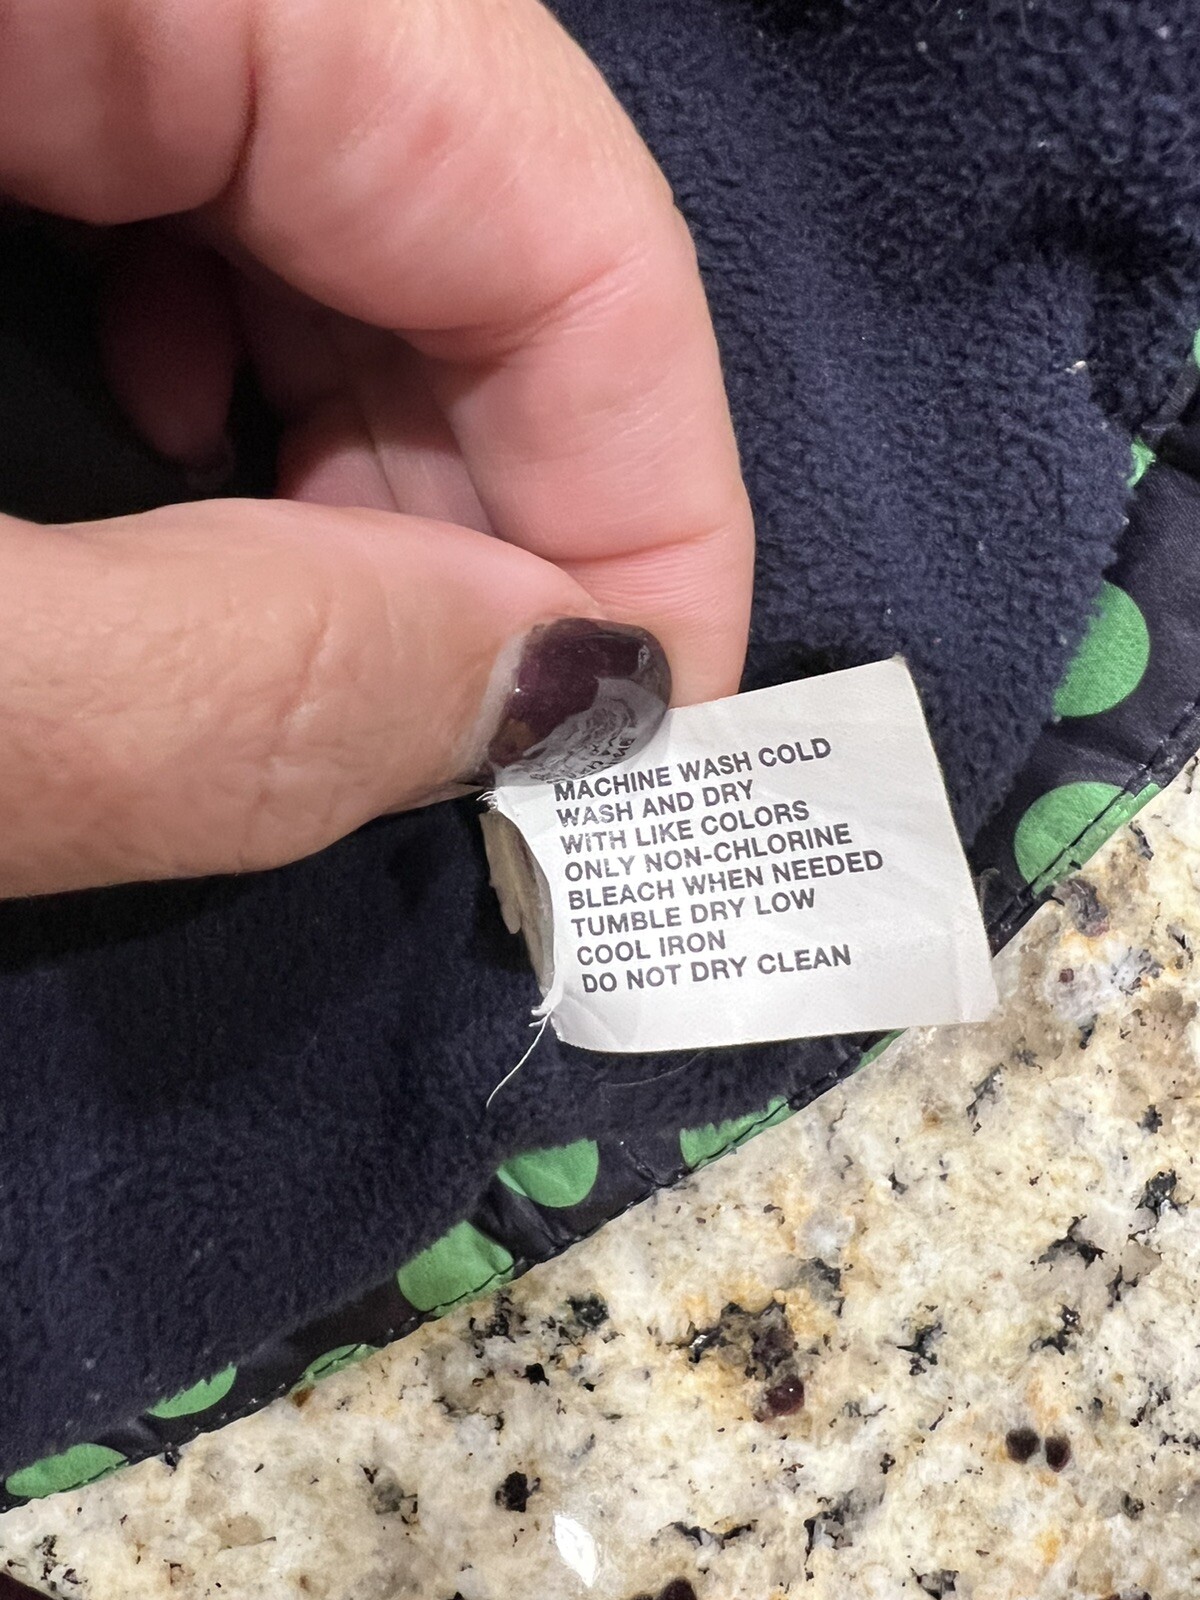 MACHINE WASH COLD
WASH AND DRY
WITH LIKE COLORS
ONLY NON-CHLORINE
BLEACH WHEN NEEDED
TUMBLE DRY LOW
COOL IRON
DO NOT DRY CLEAN